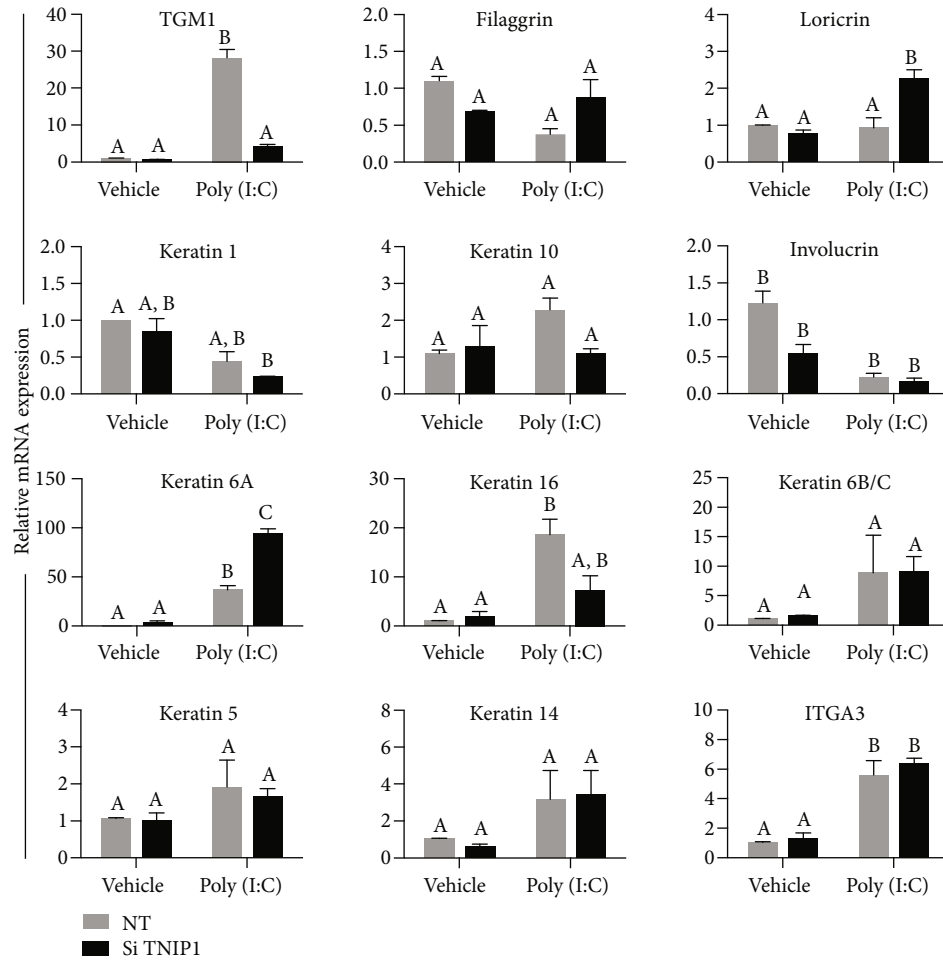 TGM1
40
30
20
10
0
B
A
A
A
Vehicle
Poly (I:C)
Filaggrin
2.0
1.5
1.0
0.5
0.0
A
A
A
A
Vehicle
Poly (I:C)
Loricrin
4
3
2
1
0
A
A
A
B
Vehicle
Poly (I:C)
Keratin 1
2.0
1.5
1.0
0.5
0.0
A
A, B
A, B
B
Vehicle
Poly (I:C)
Keratin 10
4
3
2
1
0
A
A
A
A
Vehicle
Poly (I:C)
Involucrin
2.0
1.5
1.0
0.5
0.0
B
B
B
B
Vehicle
Poly (I:C)
Relative mRNA expression
Keratin 6A
150
100
50
0
A
A
B
C
Vehicle
Poly (I:C)
Keratin 16
30
20
10
0
A
A
B
A, B
Vehicle
Poly (I:C)
Keratin 6B/C
25
20
15
10
5
0
A
A
A
A
Vehicle
Poly (I:C)
Keratin 5
4
3
2
1
0
A
A
A
A
Vehicle
Poly (I:C)
Keratin 14
8
6
4
2
0
A
A
A
A
Vehicle
Poly (I:C)
ITGA3
10
8
6
4
2
0
A
A
B
B
Vehicle
Poly (I:C)
NT
Si TNIP1